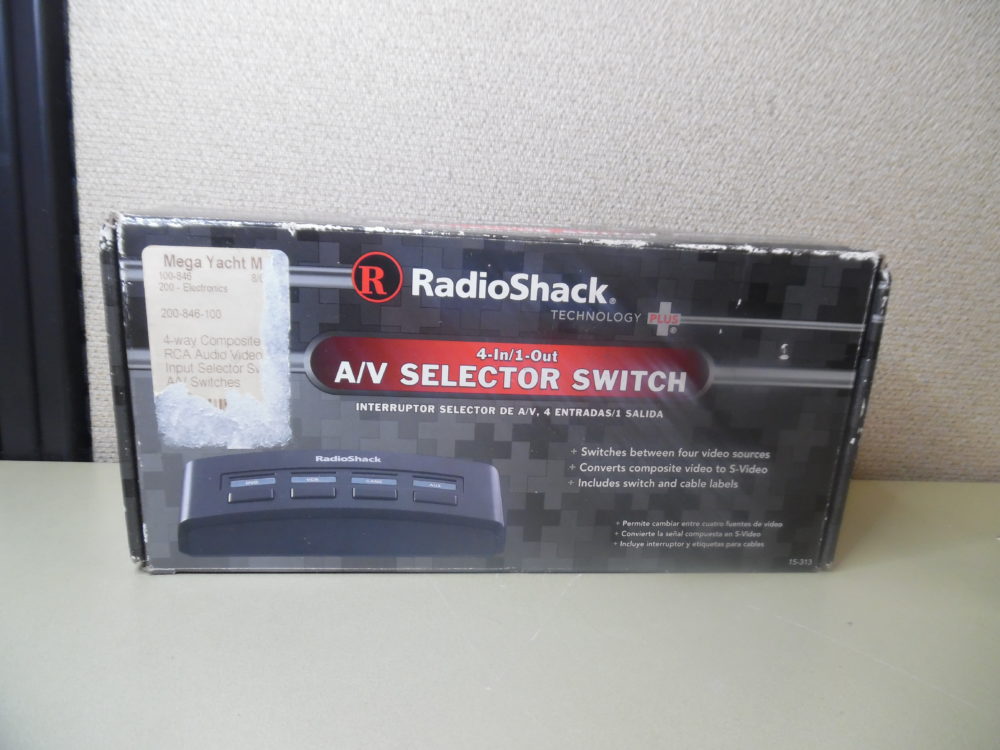 Mega Yacht M
100-846
200 - Electronics
200-846-100
4-way Composite
RCA Audio Video
Input Selector
A/V Switches
R RadioShack®
TECHNOLOGY PLUS®
4-In/1-Out
A/V SELECTOR SWITCH
INTERRUPTOR SELECTOR DE A/V, 4 ENTRADAS/1 SALIDA
+ Switches between four video sources
+ Converts composite video to S-Video
+ Includes switch and cable labels
RadioShack
DVD VCR GAME AUX
+ Permite cambiar entre cuatro fuentes de video
+ Convierte la señal compuesta en S-Video
+ Incluye interruptor y etiquetas para cables
15-313